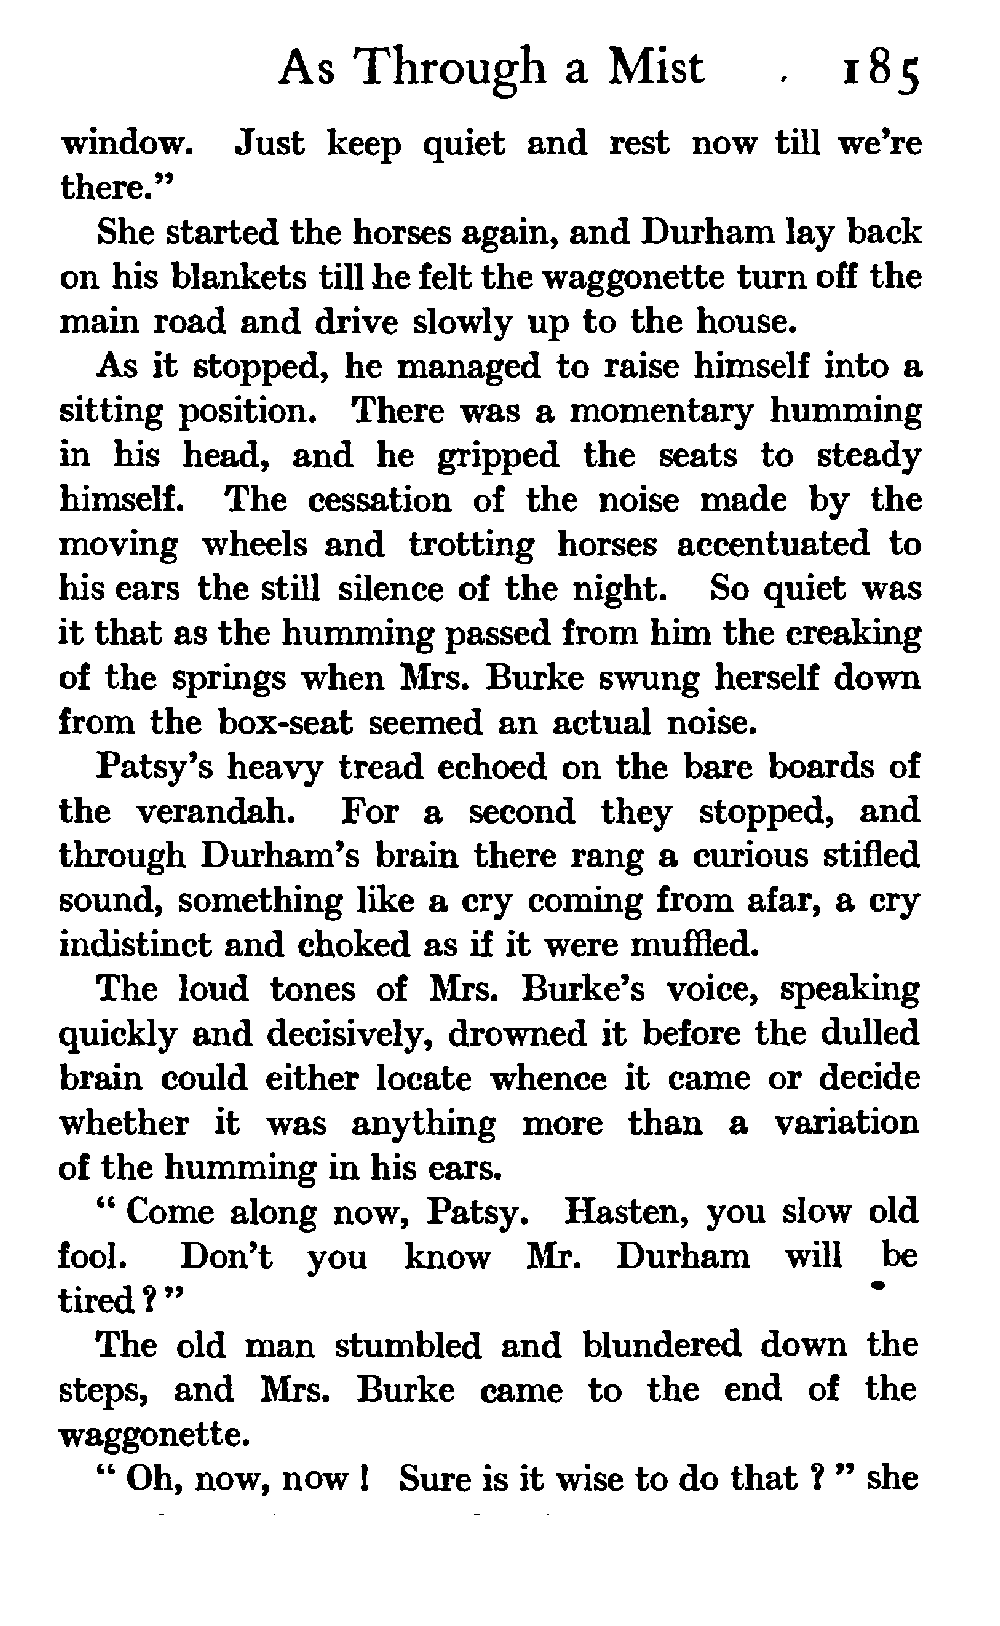 As Through a Mist 185
window. Just keep quiet and rest now till we're
there."
She started the horses again, and Durham lay back
on his blankets till he felt the waggonette turn off the
main road and drive slowly up to the house.
As it stopped, he managed to raise himself into a
sitting position. There was a momentary humming
in his head, and he gripped the seats to steady
himself. The cessation of the noise made by the
moving wheels and trotting horses accentuated to
his ears the still silence of the night. So quiet was
it that as the humming passed from him the creaking
of the springs when Mrs. Burke swung herself down
from the box-seat seemed an actual noise.
Patsy's heavy tread echoed on the bare boards of
the verandah. For a second they stopped, and
through Durham's brain there rang a curious stifled
sound, something like a cry coming from afar, a cry
indistinct and choked as if it were muffled.
The loud tones of Mrs. Burke's voice, speaking
quickly and decisively, drowned it before the dulled
brain could either locate whence it came or decide
whether it was anything more than a variation
of the humming in his ears.
" Come along now, Patsy. Hasten, you slow old
fool. Don't you know Mr. Durham will be
tired ? "
The old man stumbled and blundered down the
steps, and Mrs. Burke came to the end of the
waggonette.
" Oh, now, now ! Sure is it wise to do that ? " she